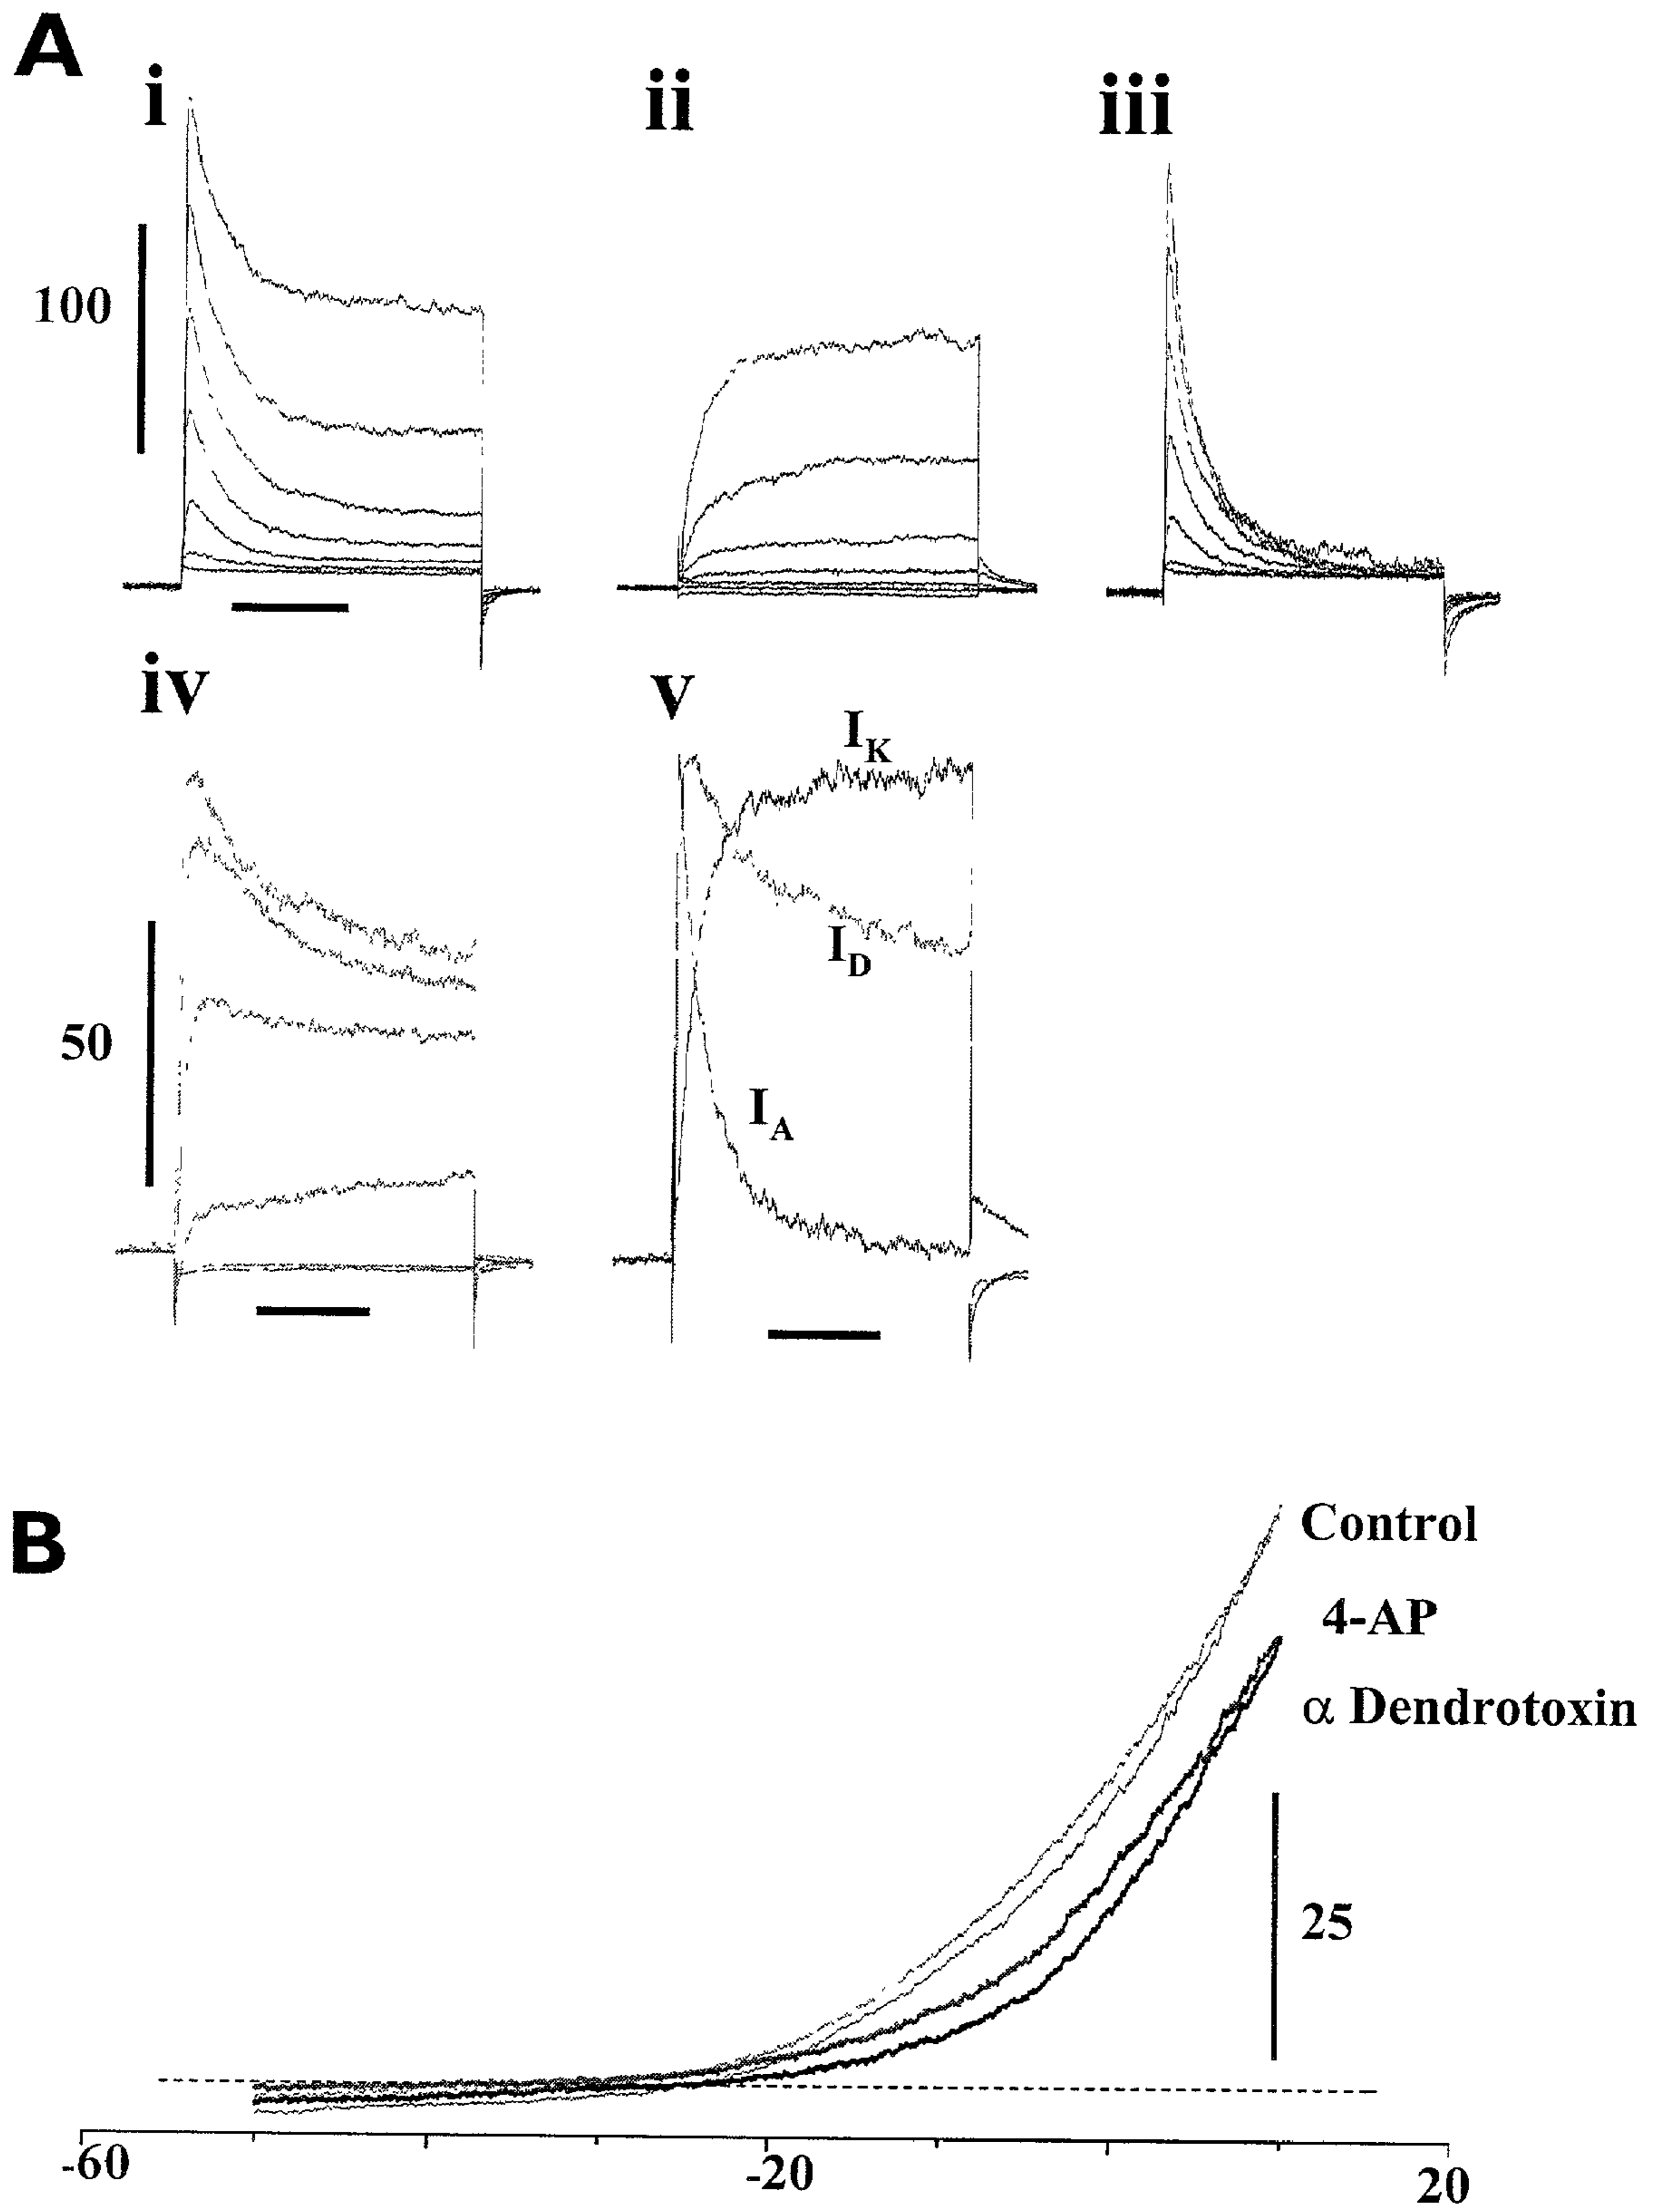 A
i
ii
iii
100
iv
v
I_K
I_D
I_A
50
B
Control
4-AP
α Dendrotoxin
25
-60
-20
20